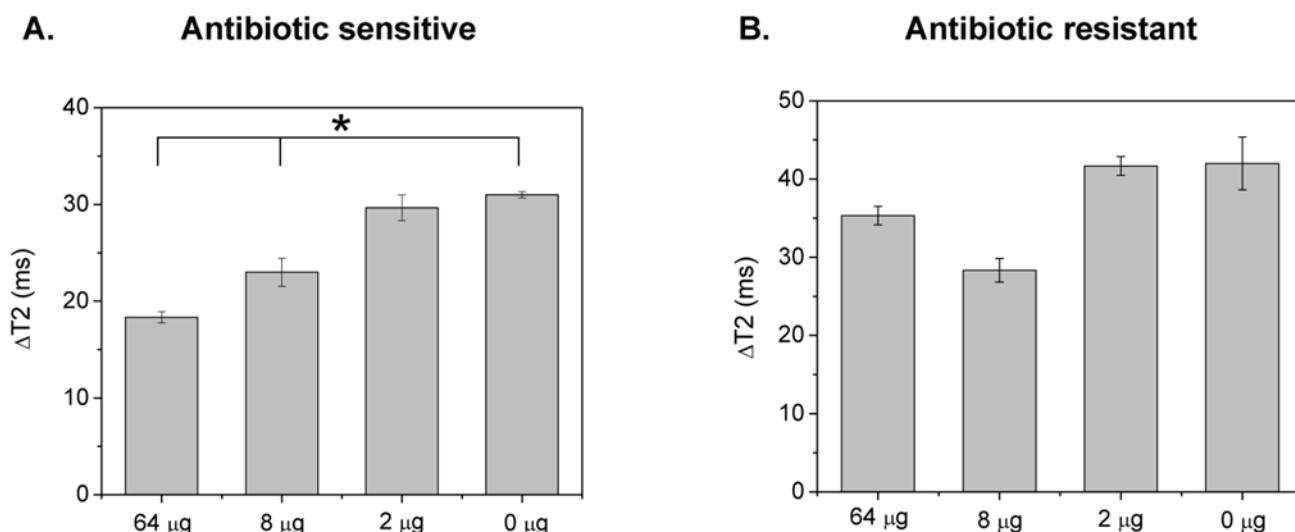 A. Antibiotic sensitive
40
30
20
10
0
ΔT2 (ms)
*
64 μg 8 μg 2 μg 0 μg
B. Antibiotic resistant
50
40
30
20
10
0
ΔT2 (ms)
64 μg 8 μg 2 μg 0 μg